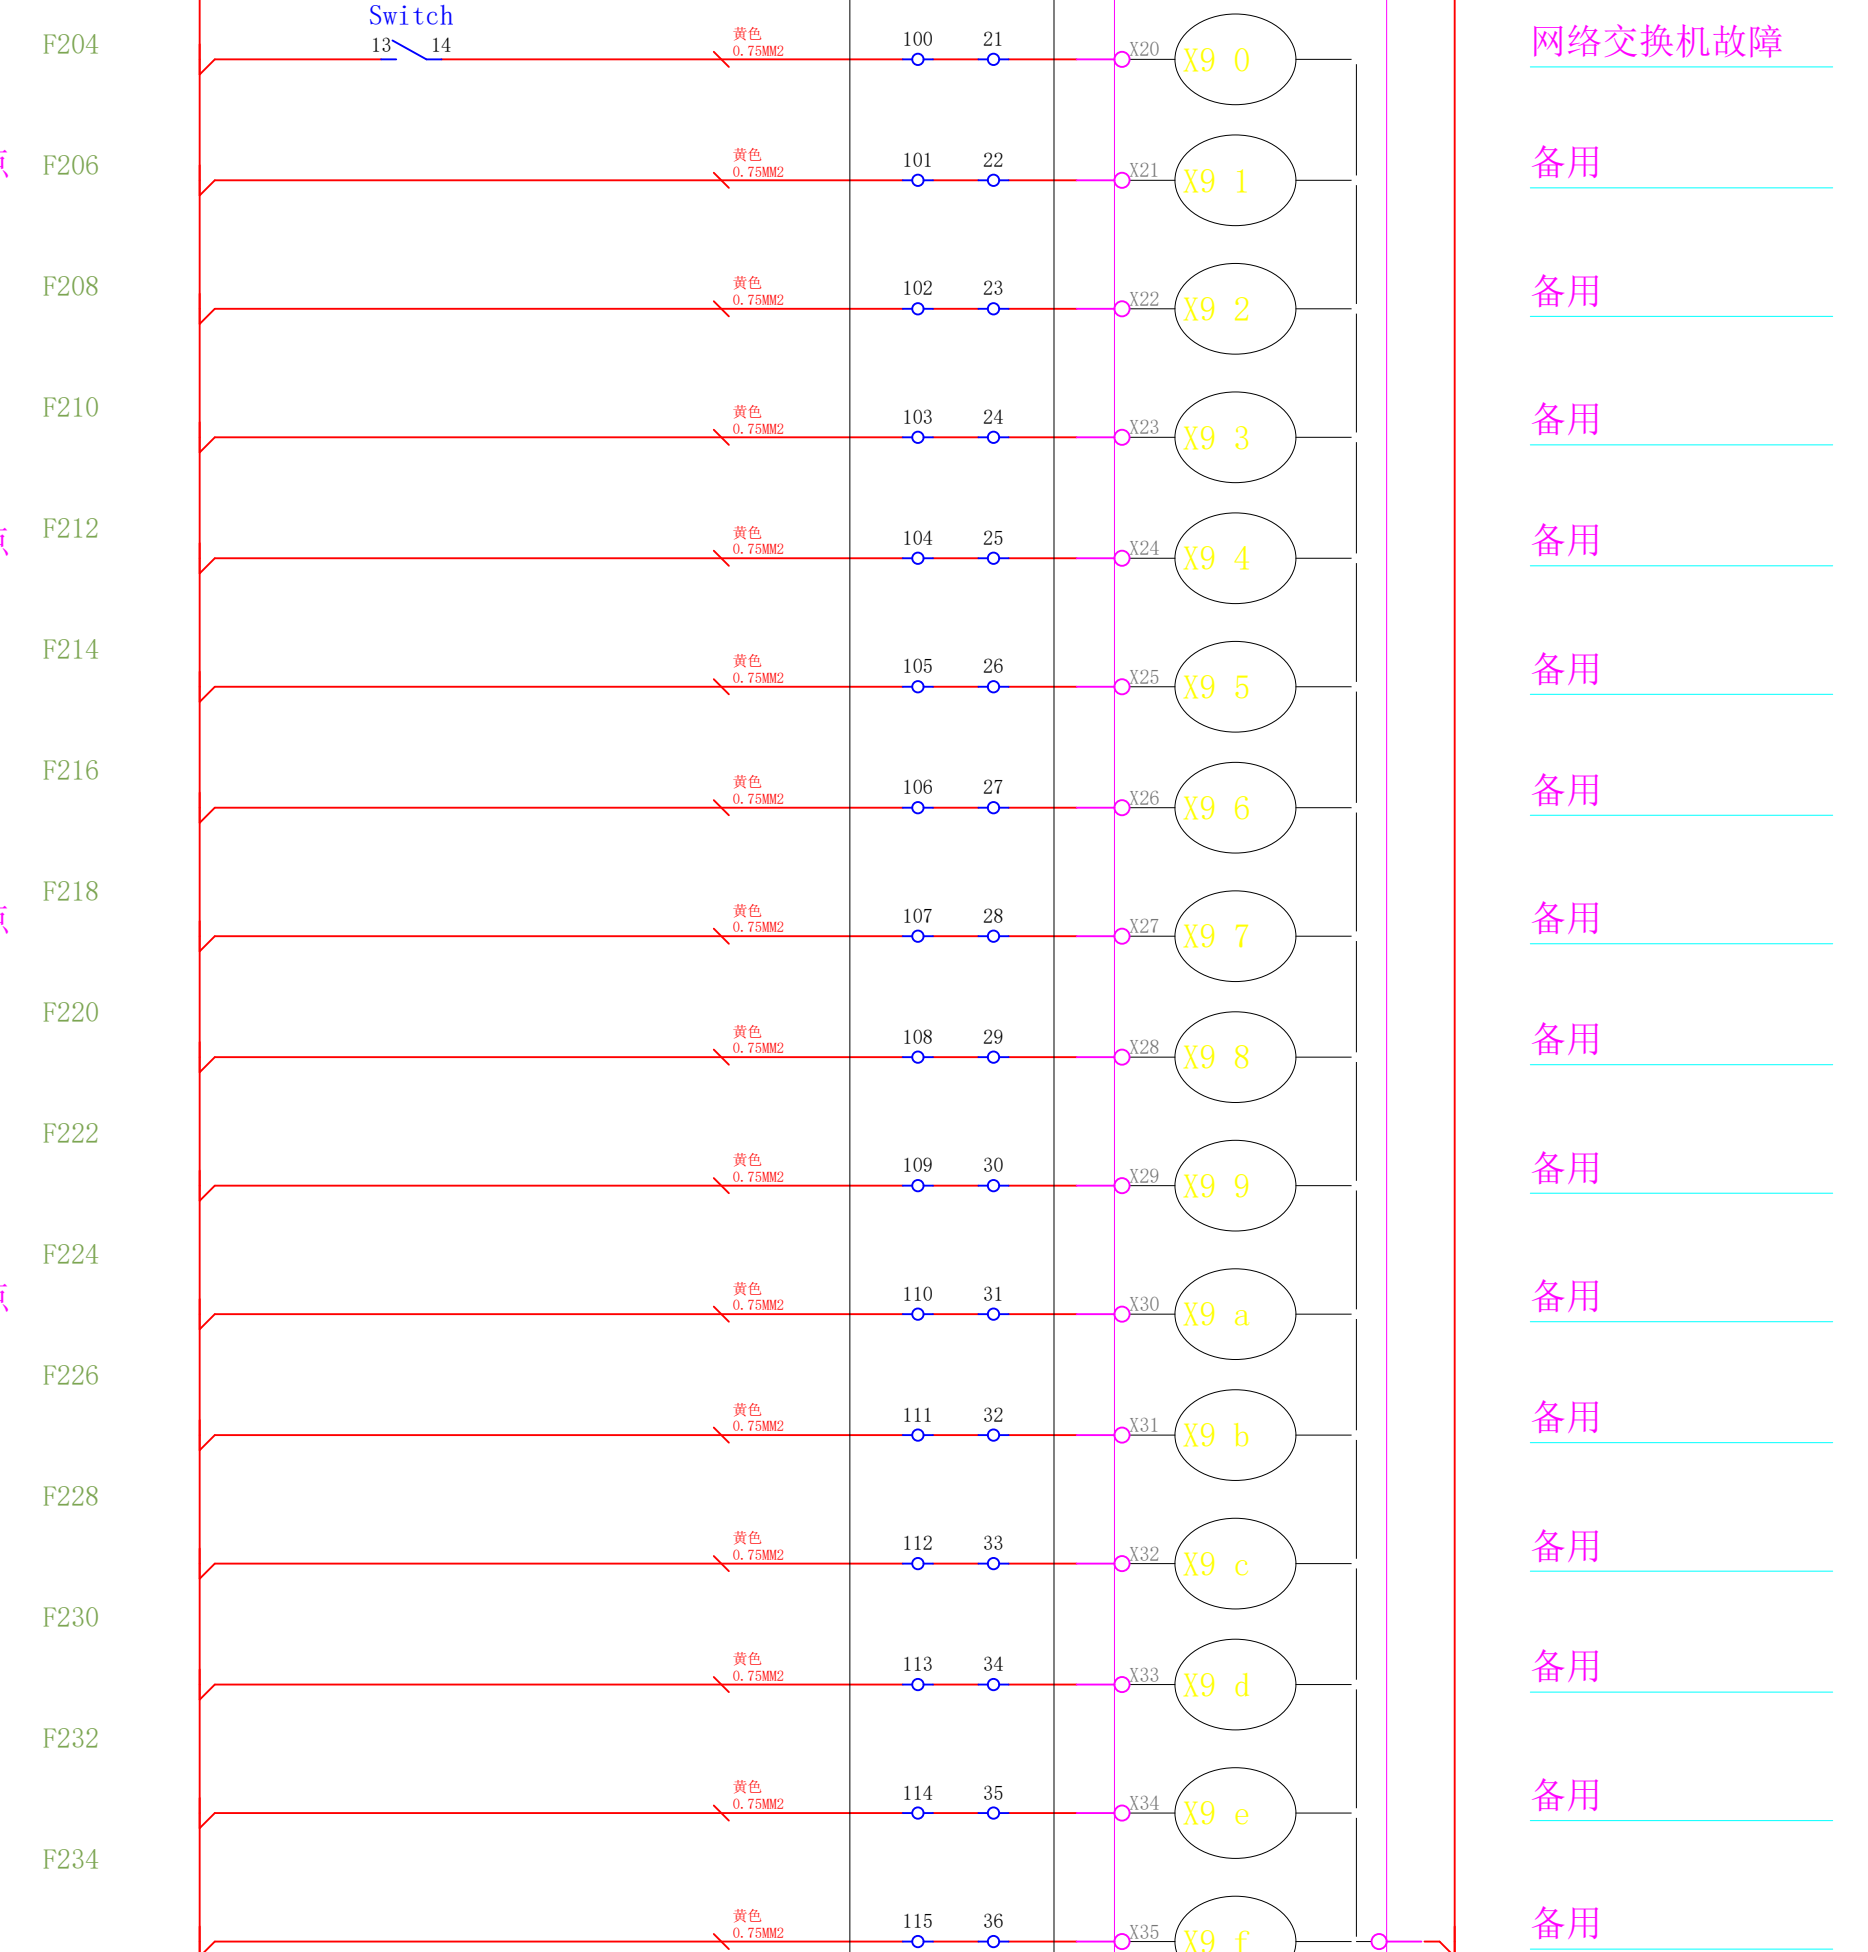 Switch
F204
13
14
黄色
0.75MM2
100
21
X20
X9 0
网络交换机故障
F206
黄色
0.75MM2
101
22
X21
X9 1
备用
F208
黄色
0.75MM2
102
23
X22
X9 2
备用
F210
黄色
0.75MM2
103
24
X23
X9 3
备用
F212
黄色
0.75MM2
104
25
X24
X9 4
备用
F214
黄色
0.75MM2
105
26
X25
X9 5
备用
F216
黄色
0.75MM2
106
27
X26
X9 6
备用
F218
黄色
0.75MM2
107
28
X27
X9 7
备用
F220
黄色
0.75MM2
108
29
X28
X9 8
备用
F222
黄色
0.75MM2
109
30
X29
X9 9
备用
F224
黄色
0.75MM2
110
31
X30
X9 a
备用
F226
黄色
0.75MM2
111
32
X31
X9 b
备用
F228
黄色
0.75MM2
112
33
X32
X9 c
备用
F230
黄色
0.75MM2
113
34
X33
X9 d
备用
F232
黄色
0.75MM2
114
35
X34
X9 e
备用
F234
黄色
0.75MM2
115
36
X35
X9 f
备用